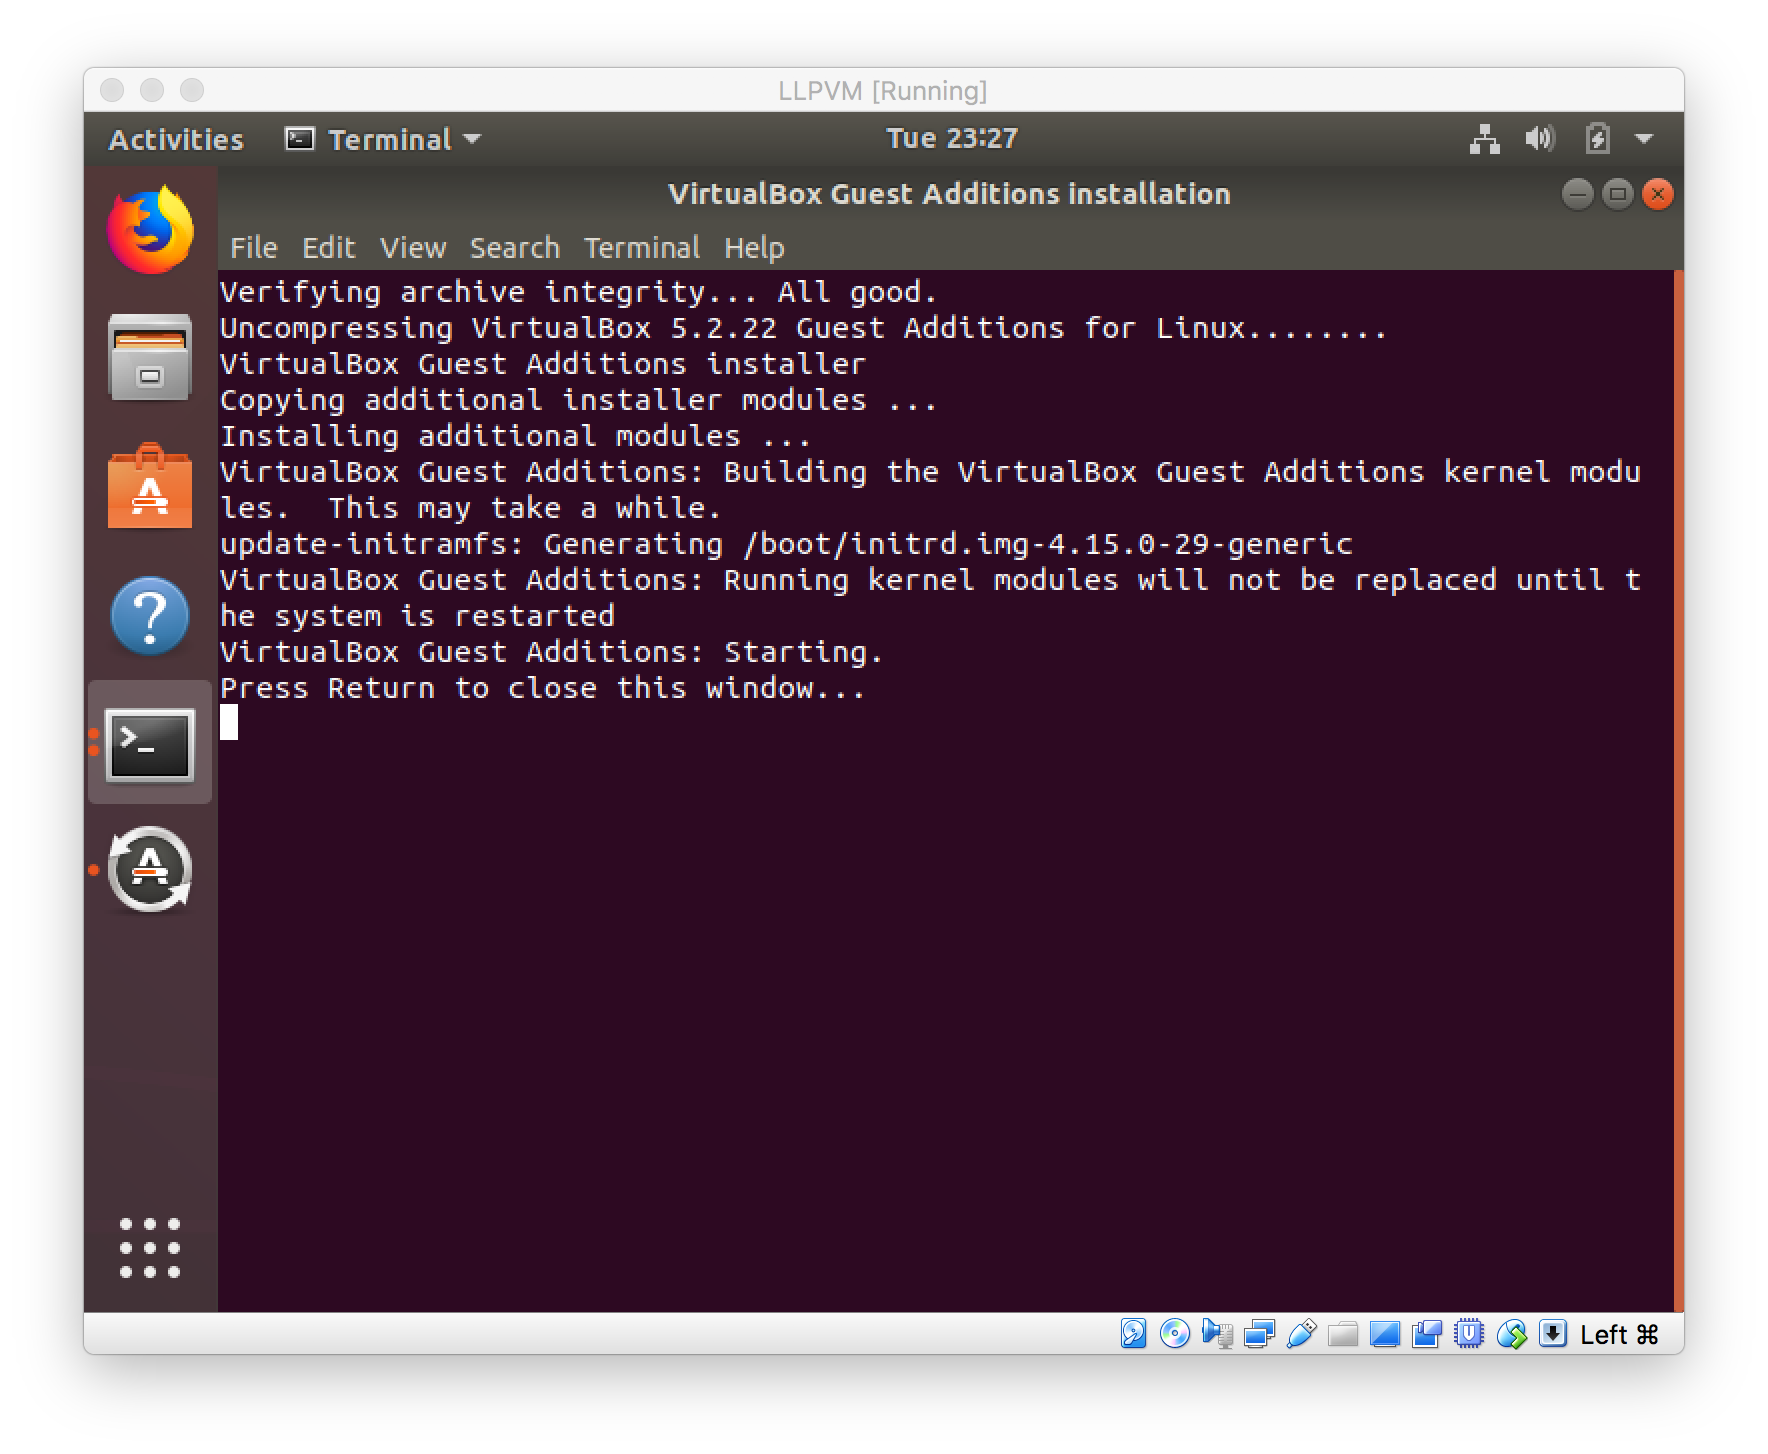 LLPVM [Running]
Activities
Terminal
Tue 23:27
VirtualBox Guest Additions installation
File Edit View Search Terminal Help
Verifying archive integrity... All good.
Uncompressing VirtualBox 5.2.22 Guest Additions for Linux........
VirtualBox Guest Additions installer
Copying additional installer modules ...
Installing additional modules ...
VirtualBox Guest Additions: Building the VirtualBox Guest Additions kernel modu
les.  This may take a while.
update-initramfs: Generating /boot/initrd.img-4.15.0-29-generic
VirtualBox Guest Additions: Running kernel modules will not be replaced until t
he system is restarted
VirtualBox Guest Additions: Starting.
Press Return to close this window...
Left ⌘